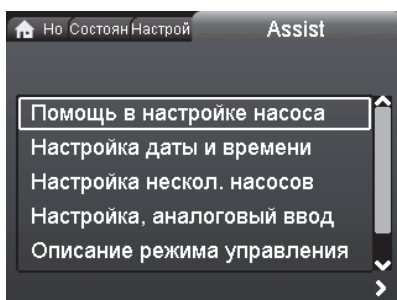 Но Состоян Настрой Assist
Помощь в настройке насоса
Настройка даты и времени
Настройка нескол. насосов
Настройка, аналоговый ввод
Описание режима управления